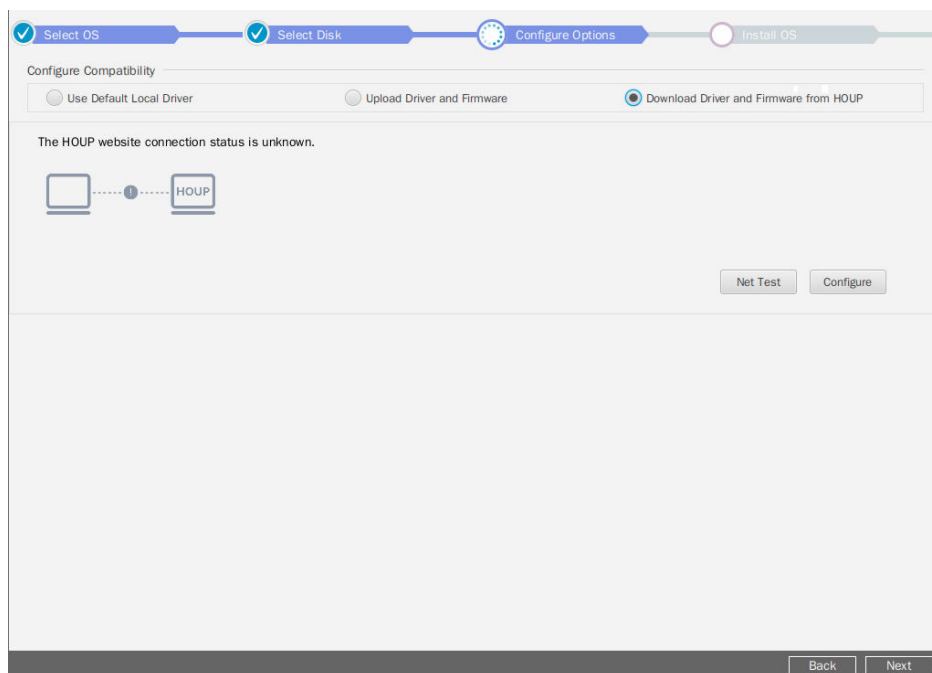 Select OS
Select Disk
Configure Options
Install OS
Configure Compatibility
Use Default Local Driver
Upload Driver and Firmware
Download Driver and Firmware from HOUP
The HOUP website connection status is unknown.
!
HOUP
Net Test
Configure
Back
Next